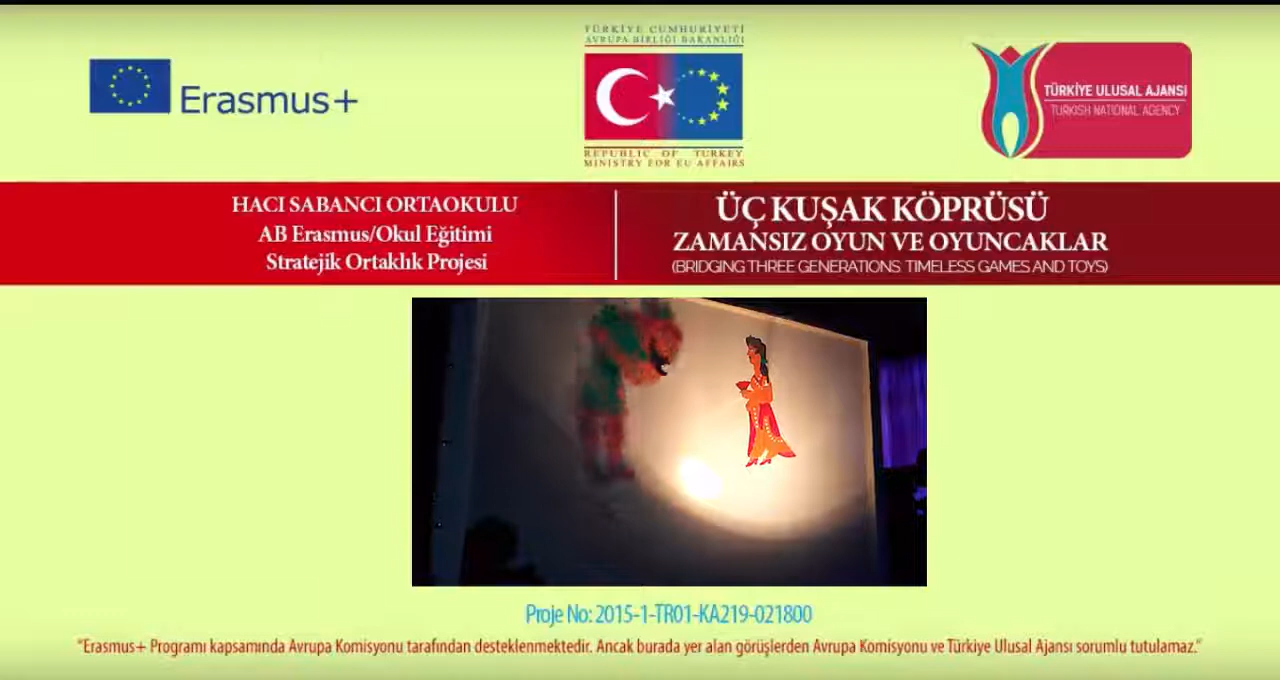 Erasmus+
TÜRKİYE CUMHURİYETİ
AVRUPA BİRLİĞİ BAKANLIĞI
REPUBLIC OF TURKEY
MINISTRY FOR EU AFFAIRS
TÜRKİYE ULUSAL AJANSI
TURKISH NATIONAL AGENCY
HACI SABANCI ORTAOKULU
AB Erasmus/Okul Eğitimi
Stratejik Ortaklık Projesi
ÜÇ KUŞAK KÖPRÜSÜ
ZAMANSIZ OYUN VE OYUNCAKLAR
(BRIDGING THREE GENERATIONS: TIMELESS GAMES AND TOYS)
Proje No: 2015-1-TR01-KA219-021800
"Erasmus+ Programı kapsamında Avrupa Komisyonu tarafından desteklenmektedir. Ancak burada yer alan görüşlerden Avrupa Komisyonu ve Türkiye Ulusal Ajansı sorumlu tutulamaz."